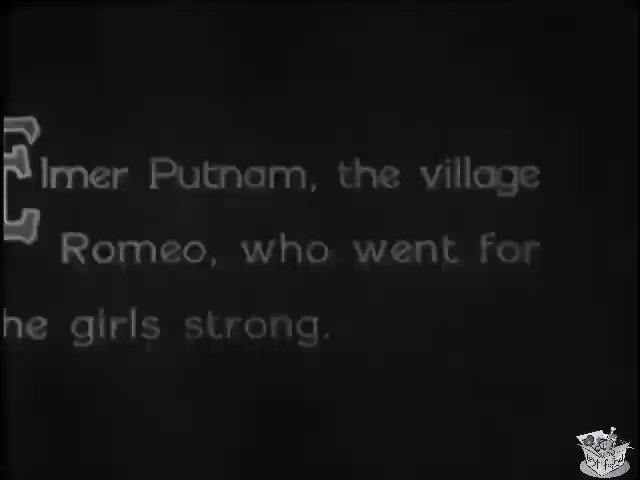 Elmer Putnam, the village
Romeo, who went for
he girls strong.